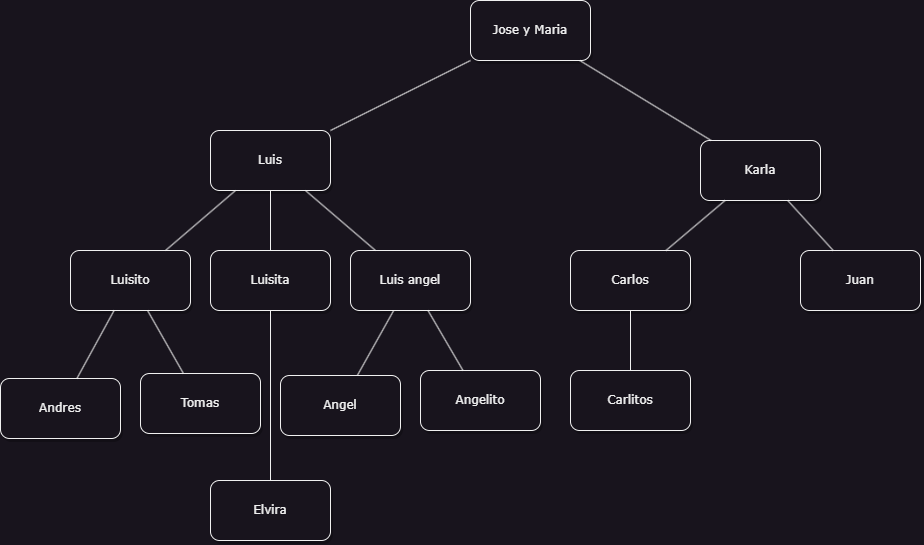 Jose y Maria
Luis
Karla
Luisito
Luisita
Luis angel
Carlos
Juan
Andres
Tomas
Angel
Angelito
Carlitos
Elvira